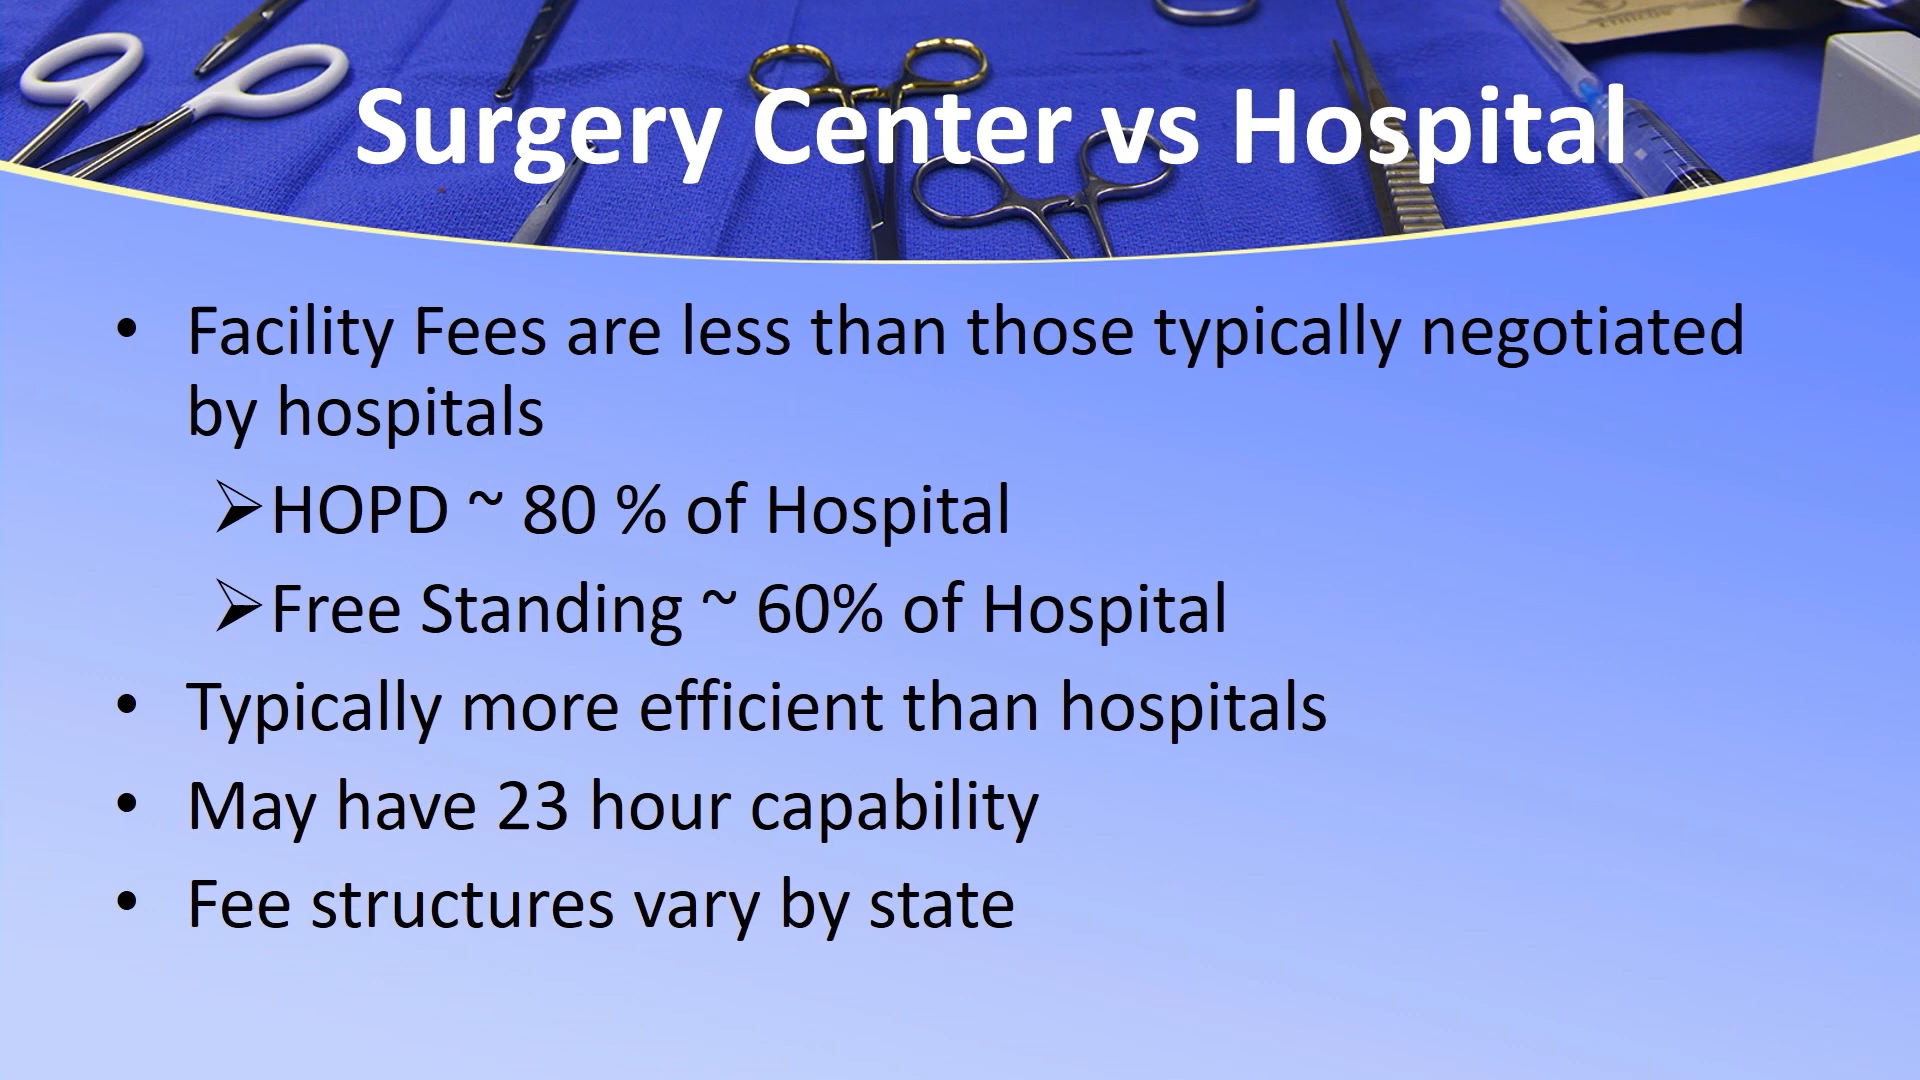 Surgery Center vs Hospital
• Facility Fees are less than those typically negotiated
by hospitals
➢HOPD ~ 80 % of Hospital
➢Free Standing ~ 60% of Hospital
• Typically more efficient than hospitals
• May have 23 hour capability
• Fee structures vary by state